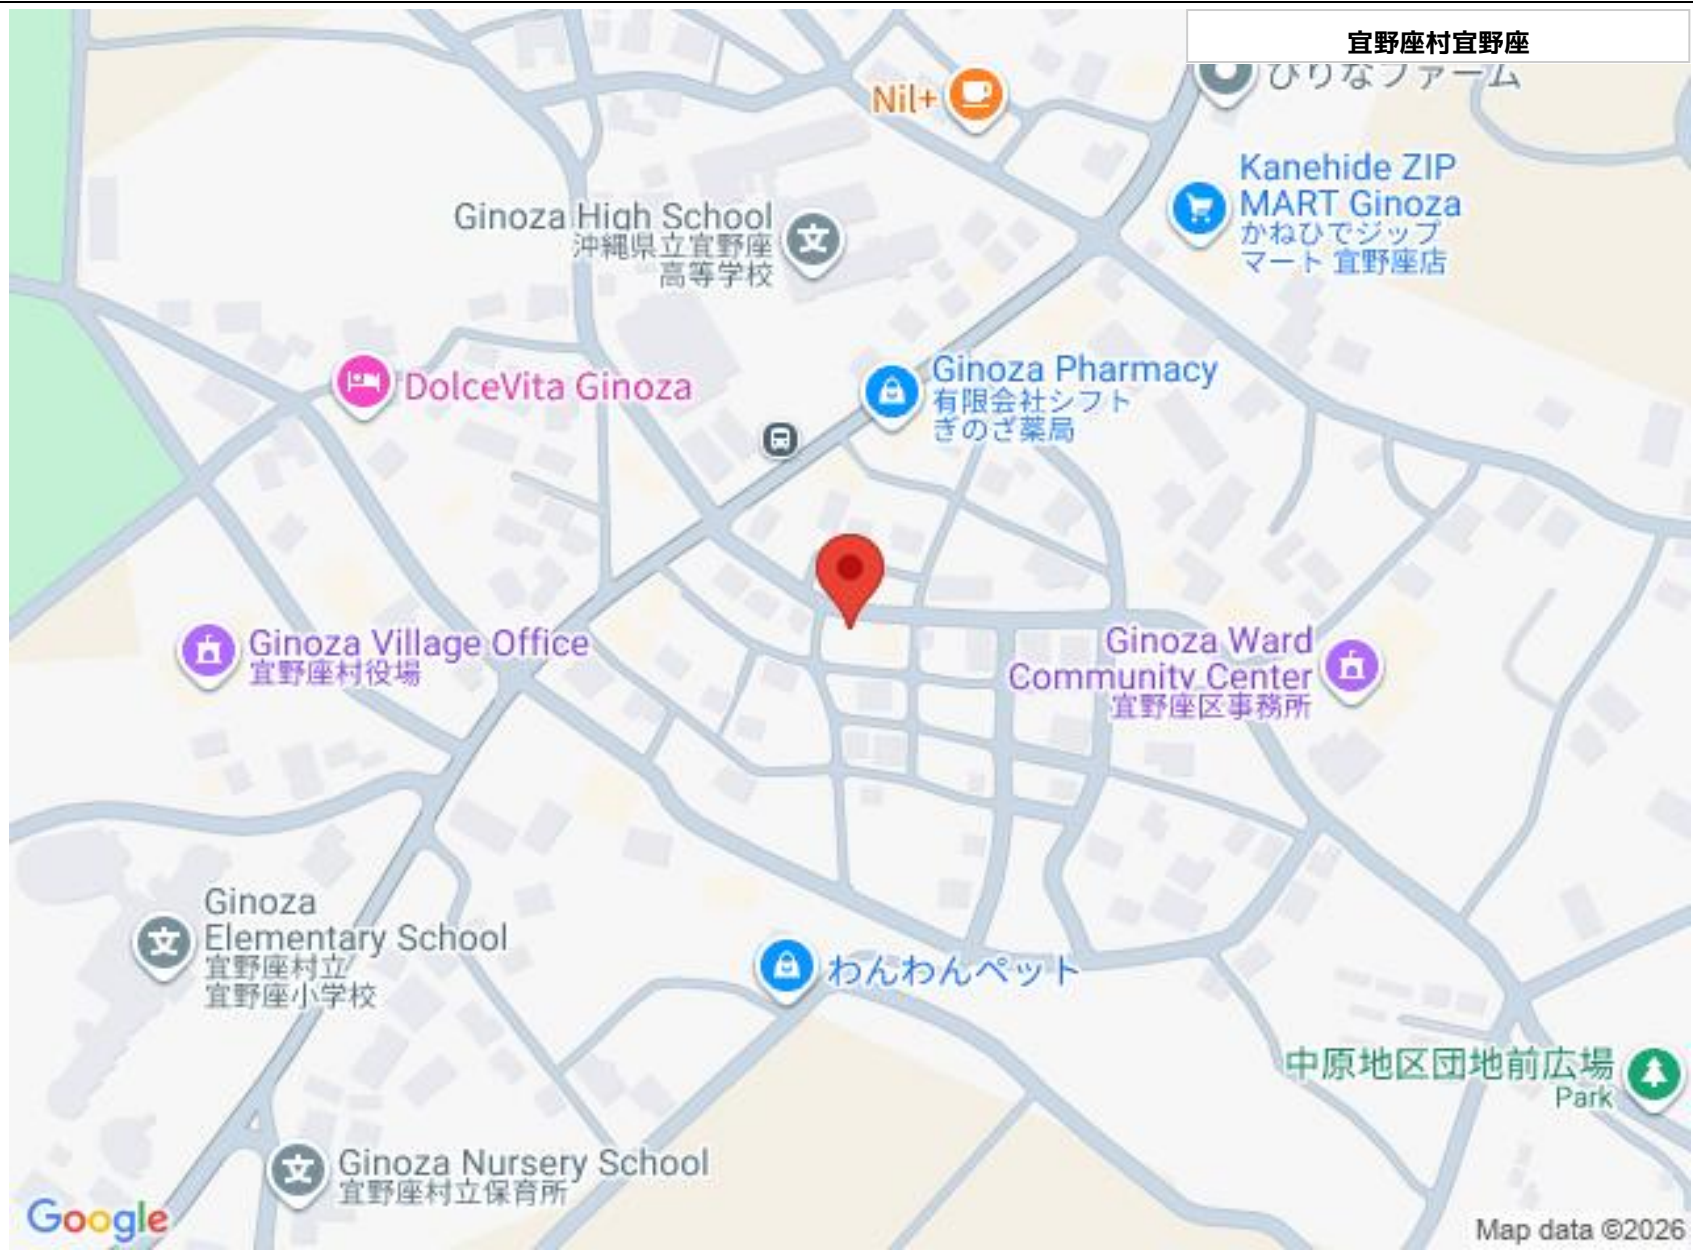 宜野座村宜野座
びりなファーム
Nil+
Kanehide ZIP
MART Ginoza
かねひでジップ
マート 宜野座店
Ginoza High School
沖縄県立宜野座
高等学校
Ginoza Pharmacy
有限会社シフト
ぎのざ薬局
DolceVita Ginoza
Ginoza Village Office
宜野座村役場
Ginoza Ward
Community Center
宜野座区事務所
Ginoza
Elementary School
宜野座村立
宜野座小学校
わんわんペット
中原地区団地前広場
Park
Ginoza Nursery School
宜野座村立保育所
Google
Map data ©2026